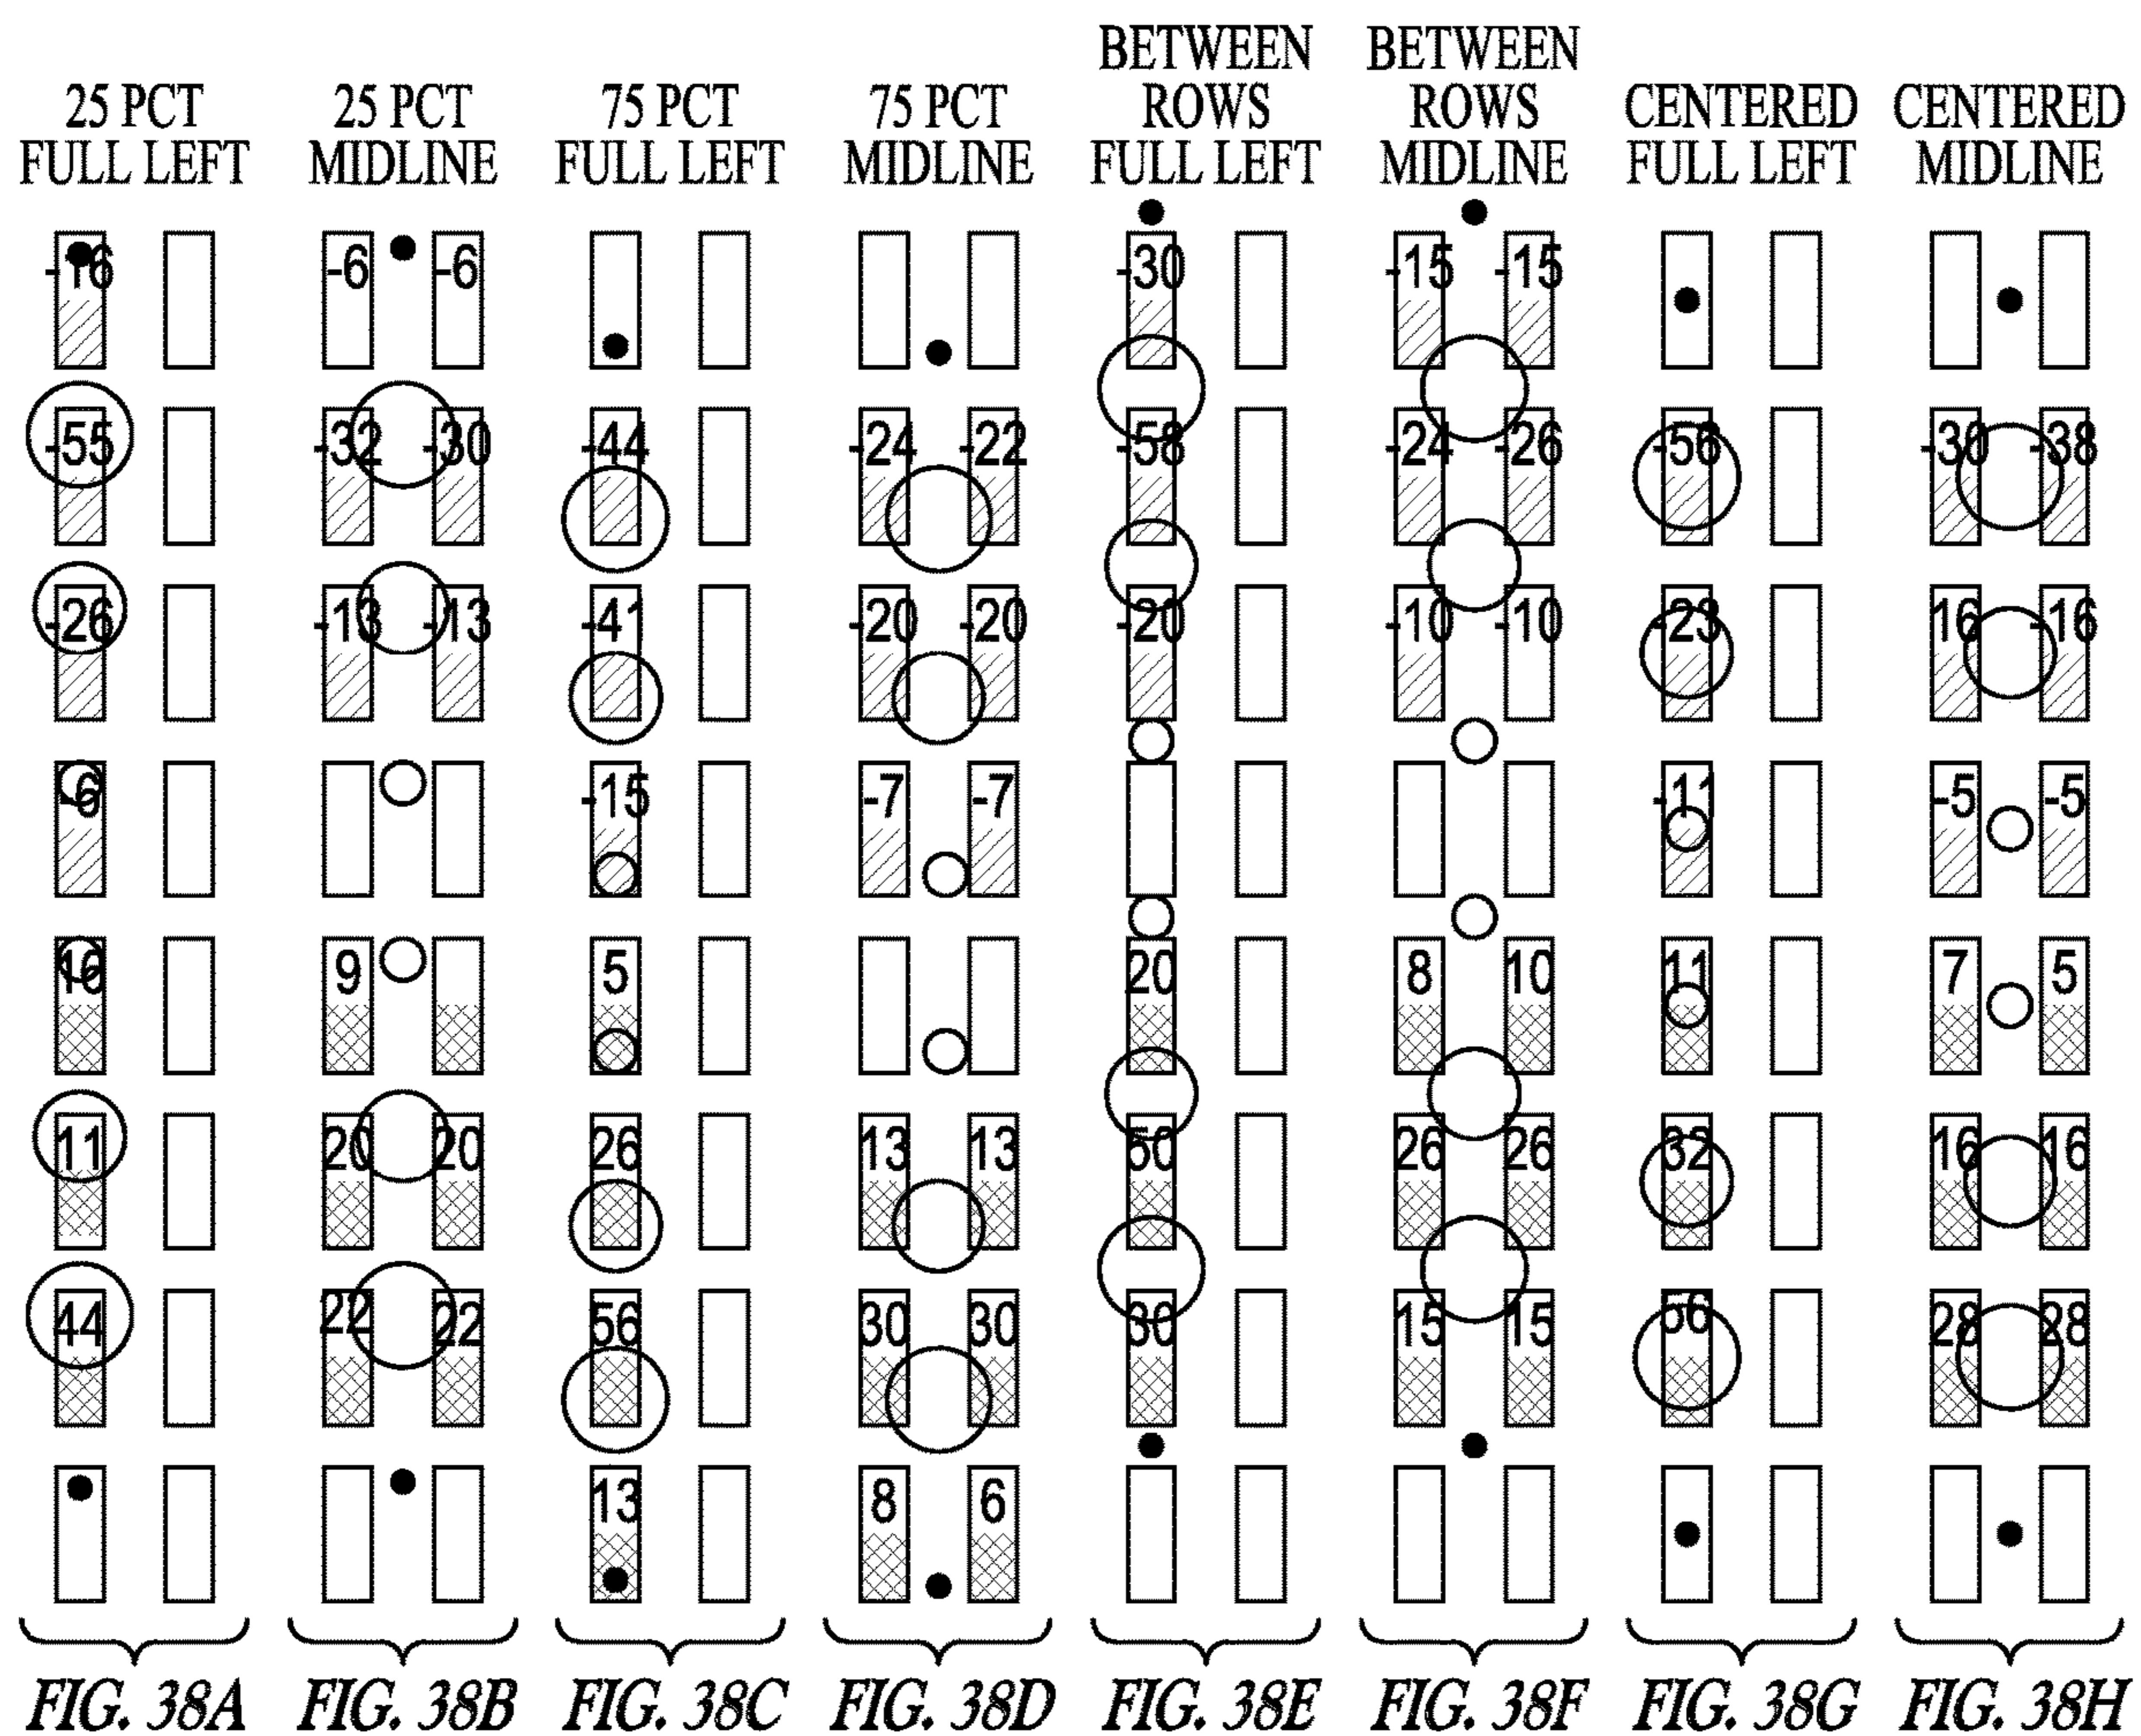 BETWEEN BETWEEN
25 PCT 25 PCT 75 PCT 75 PCT ROWS ROWS CENTERED CENTERED
FULL LEFT MIDLINE FULL LEFT MIDLINE FULL LEFT MIDLINE FULL LEFT MIDLINE
-16 -6 -6 -30 -15 -15
-55 -32 -30 -44 -24 -22 -58 -24 -26 -56 -30 -38
-26 -13 -13 -41 -20 -20 -20 -10 -10 -23 16 -16
-6 -15 -7 -7 -11 -5 -5
16 9 5 20 8 10 11 7 5
11 20 20 26 13 13 50 26 26 32 16 16
44 22 22 56 30 30 30 15 15 56 28 28
13 8 6
FIG. 38A FIG. 38B FIG. 38C FIG. 38D FIG. 38E FIG. 38F FIG. 38G FIG. 38H